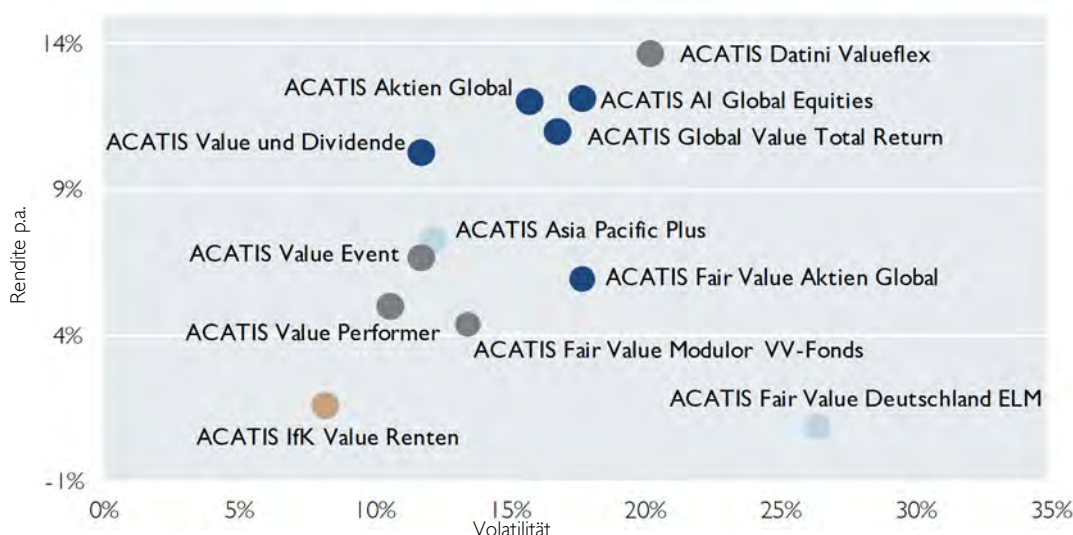 14%
ACATIS Datini Valueflex
ACATIS Aktien Global
ACATIS AI Global Equities
ACATIS Global Value Total Return
ACATIS Value und Dividende
9%
Rendite p.a.
ACATIS Asia Pacific Plus
ACATIS Value Event
ACATIS Fair Value Aktien Global
ACATIS Value Performer
4%
ACATIS Fair Value Modulor VV-Fonds
ACATIS Fair Value Deutschland ELM
ACATIS IfK Value Renten
-1%
0% 5% 10% 15% 20% 25% 30% 35%
Volatilität